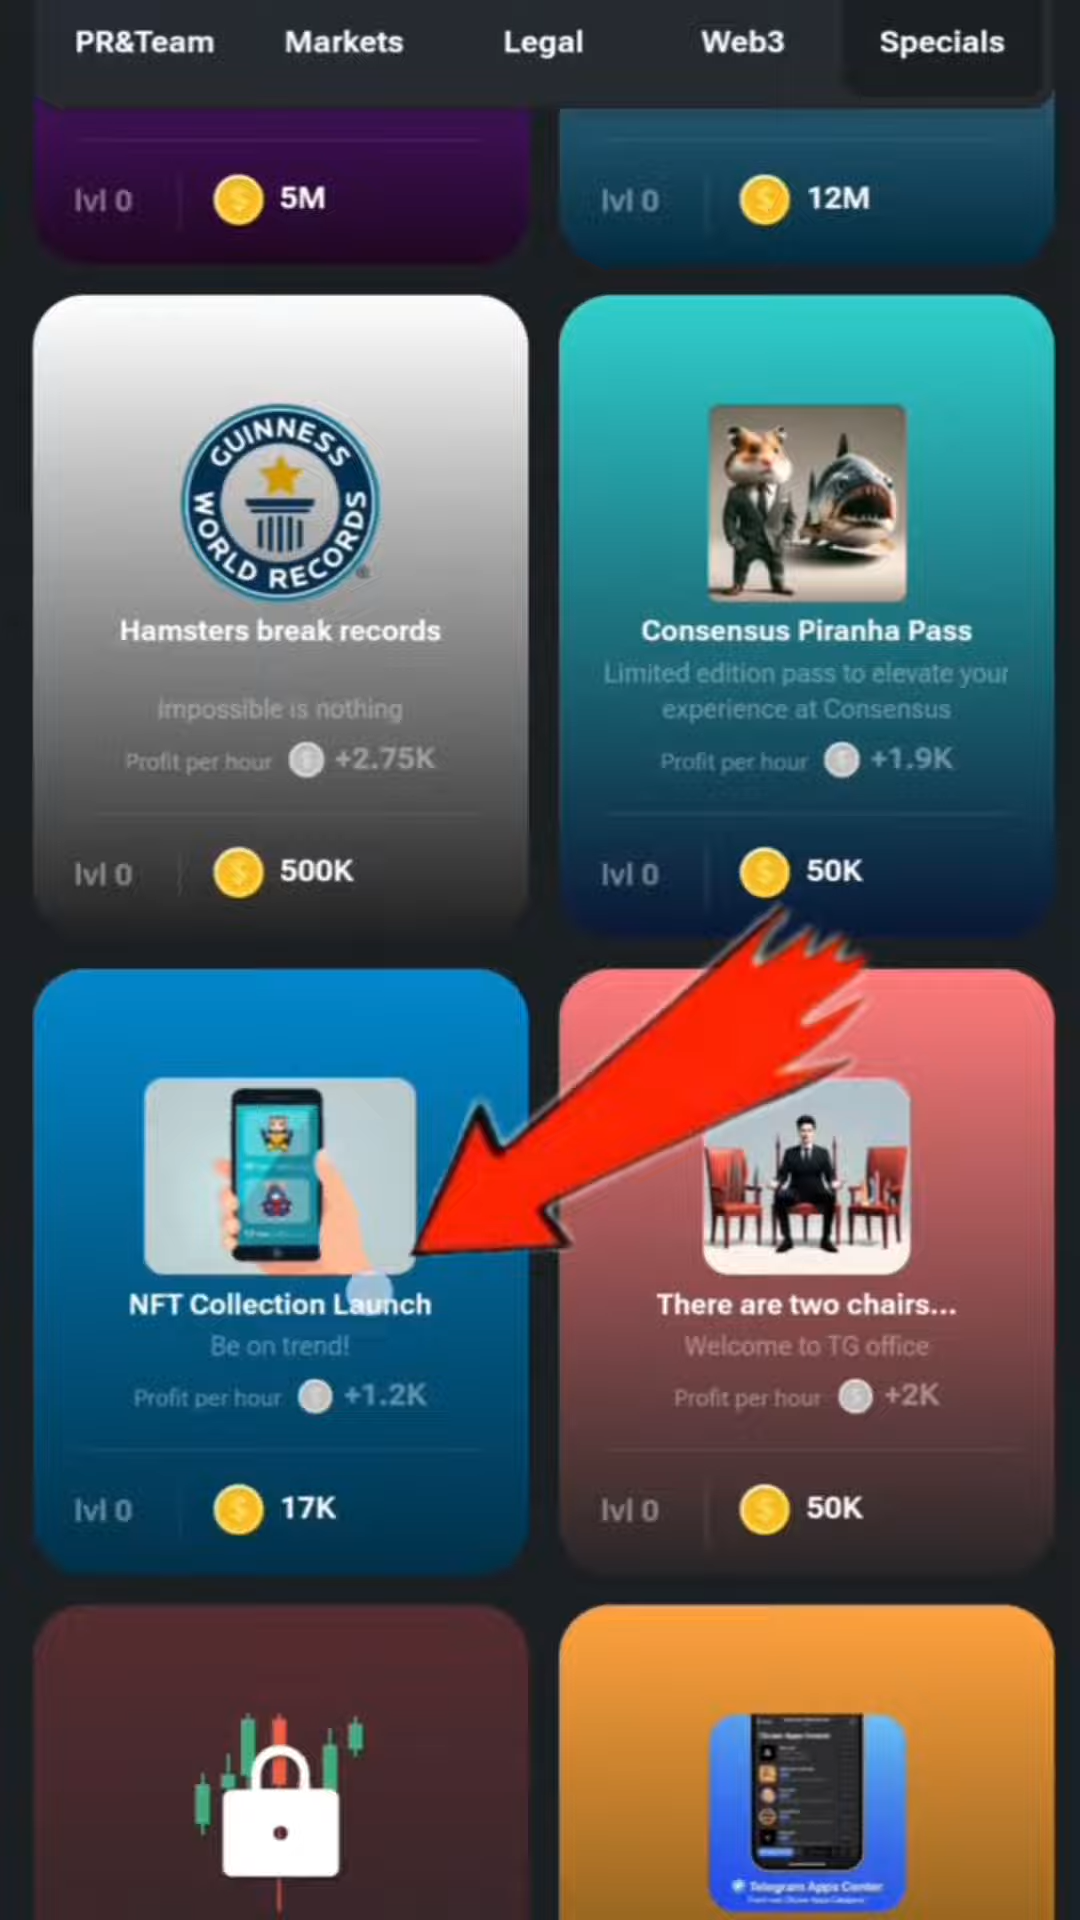 PR&Team Markets Legal Web3 Specials
lvl 0 5M
lvl 0 12M
GUINNESS
WORLD RECORDS
Hamsters break records
impossible is nothing
Profit per hour +2.75K
lvl 0 500K
Consensus Piranha Pass
Limited edition pass to elevate your
experience at Consensus
Profit per hour +1.9K
lvl 0 50K
NFT Collection Launch
Be on trend!
Profit per hour +1.2K
lvl 0 17K
There are two chairs...
Welcome to TG office
Profit per hour +2K
lvl 0 50K
Telegram Apps Center